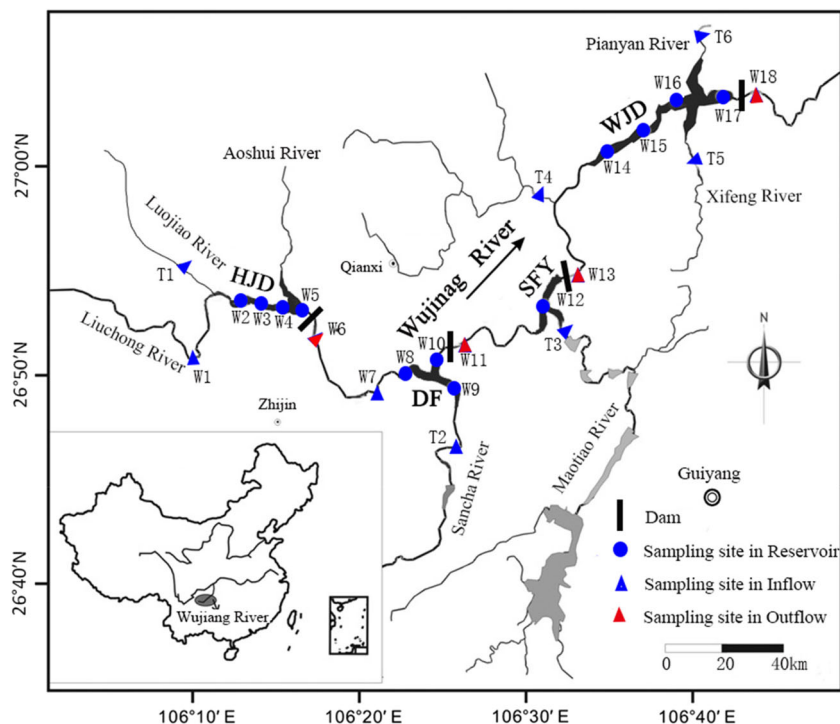 Pianyan River
T6
W16
W18
WJD
W17
27°00'N
Aoshui River
W15
W14
T5
T4
Xifeng River
Luojiao River
Wujinag River
Qianxi
SFY
T1
HJD
W13
W12
W5
W2
W3
W4
N
Liuchong River
W6
T3
W10
W11
W1
W8
26°50'N
W7
W9
DF
Zhijin
T2
Maotiao River
Sancha River
Guiyang
Dam
Sampling site in Reservoir
26°40'N
Sampling site in Inflow
Wujiang River
Sampling site in Outflow
0 20 40km
106°10'E
106°20'E
106°30'E
106°40'E